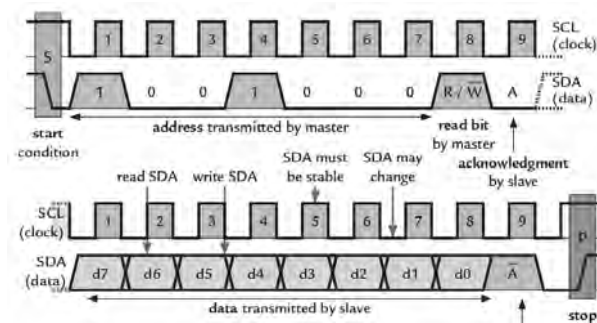 SCL
(clock)
1 2 3 4 5 6 7 8 9
S
1 0 0 1 0 0 0 R / W̅ A
SDA
(data)
start
condition
address transmitted by master
read bit
by master
acknowledgment
by slave
read SDA
write SDA
SDA must
be stable
SDA may
change
SCL
(clock)
1 2 3 4 5 6 7 8 9
P
SDA
(data)
d7 d6 d5 d4 d3 d2 d1 d0 A̅
data transmitted by slave
stop